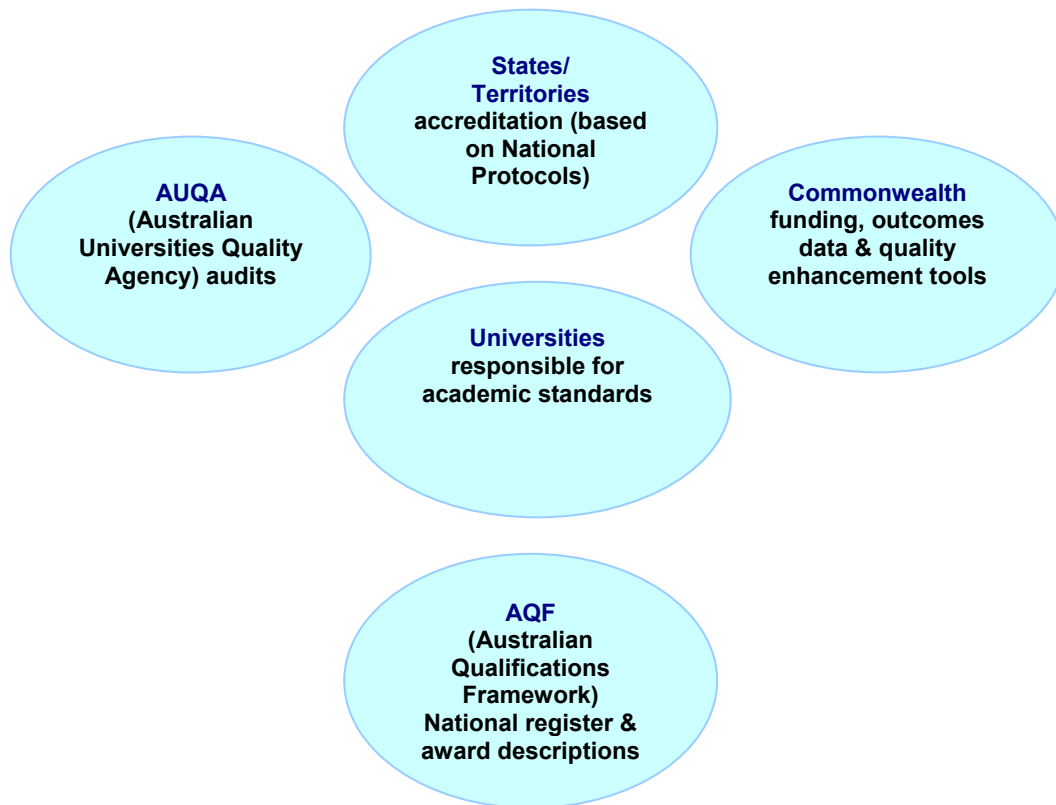 States/
Territories
accreditation (based
on National
Protocols)
AUQA
(Australian
Universities Quality
Agency) audits
Commonwealth
funding, outcomes
data & quality
enhancement tools
Universities
responsible for
academic standards
AQF
(Australian
Qualifications
Framework)
National register &
award descriptions